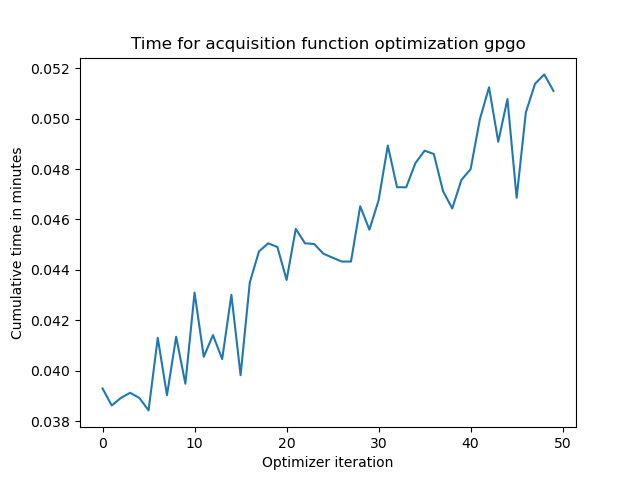 Time for acquisition function optimization gpgo
Cumulative time in minutes
0.052
0.050
0.048
0.046
0.044
0.042
0.040
0.038
0 10 20 30 40 50
Optimizer iteration